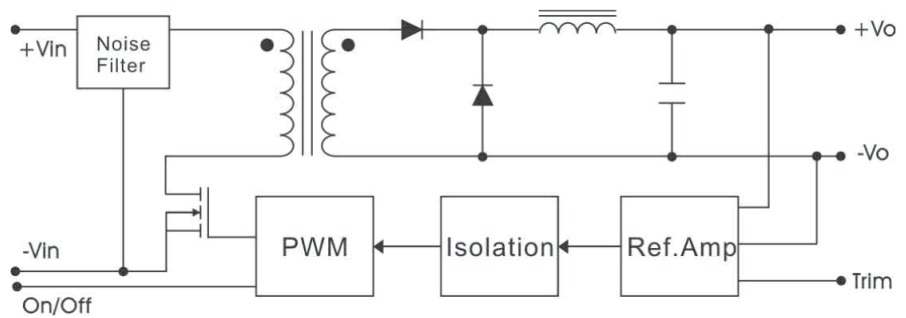 +Vin
Noise
Filter
+Vo
-Vo
-Vin
On/Off
PWM
Isolation
Ref.Amp
Trim